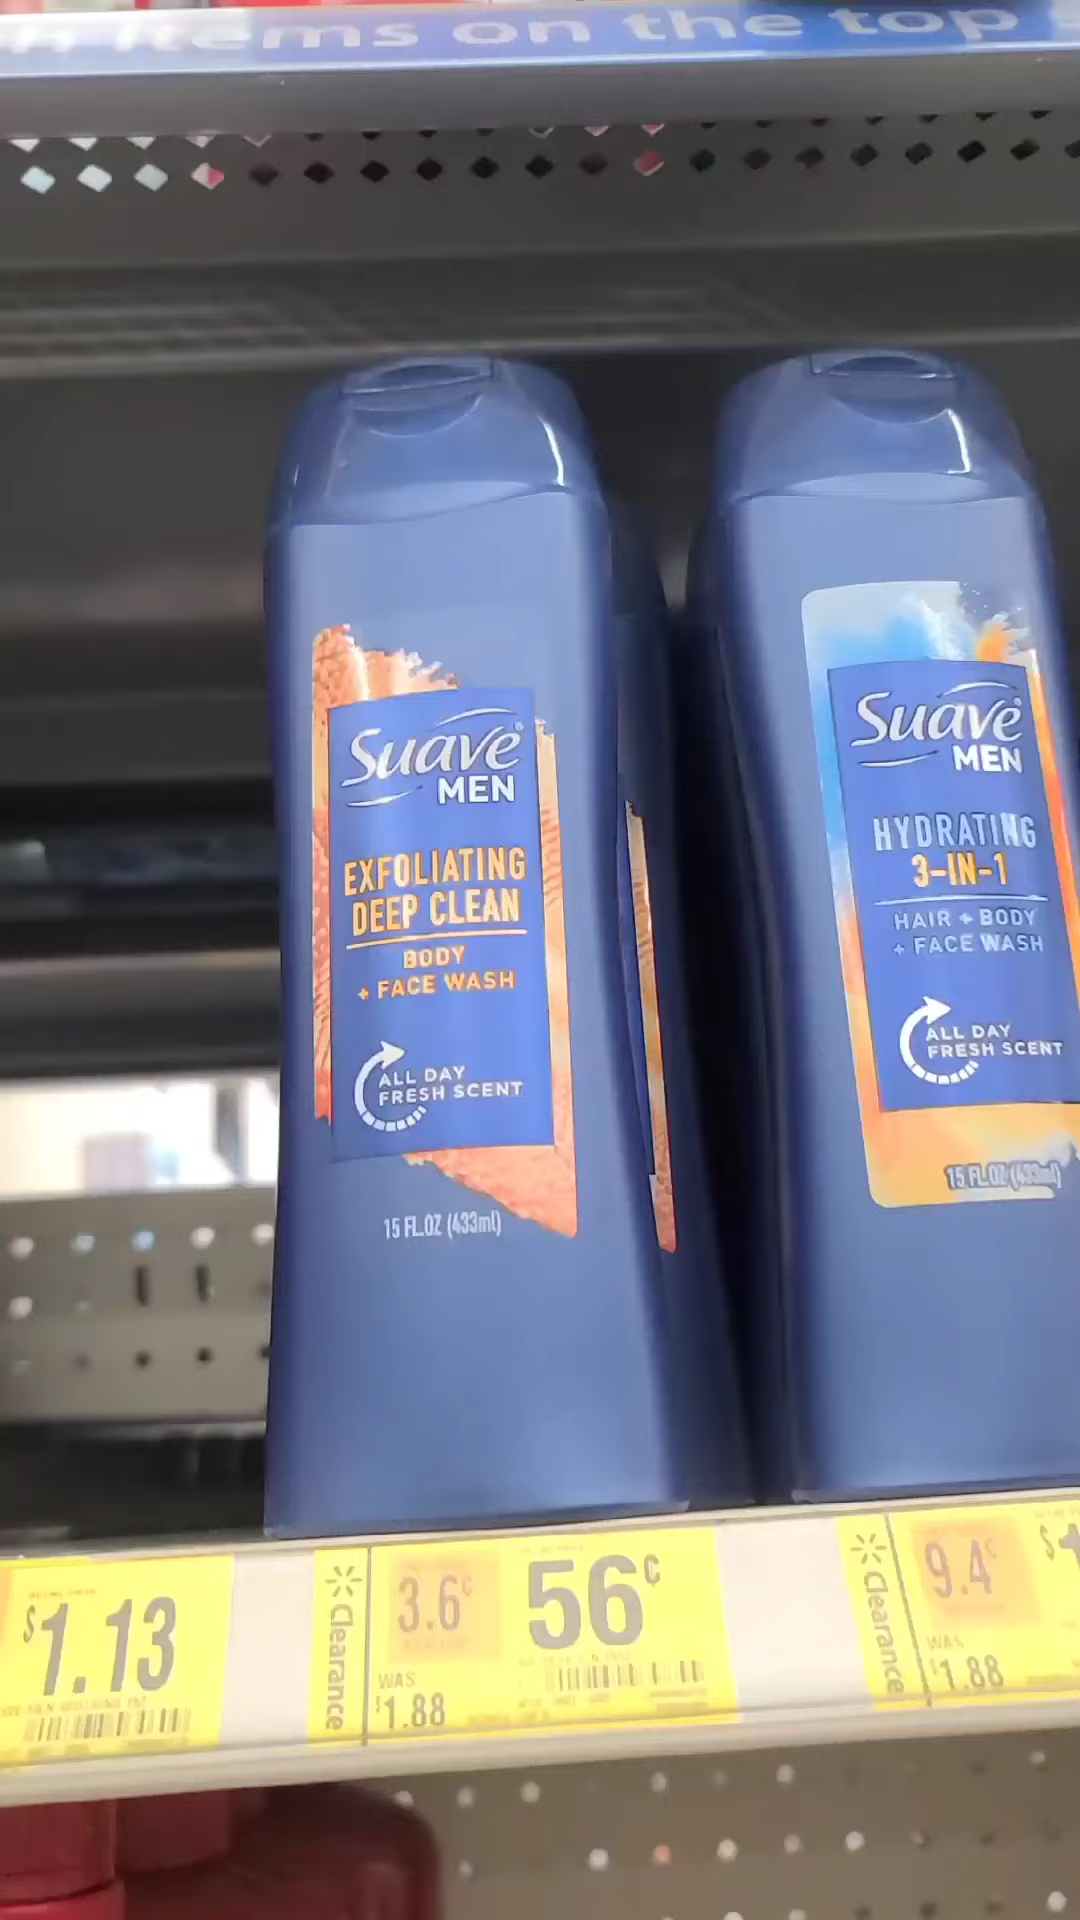 items on the top
Suave®
MEN
EXFOLIATING
DEEP CLEAN
BODY
+ FACE WASH
ALL DAY
FRESH SCENT
15 FL.OZ (433ml)
Suave®
MEN
HYDRATING
3-IN-1
HAIR + BODY
+ FACE WASH
ALL DAY
FRESH SCENT
15 FL.OZ (433ml)
$1.13
Clearance
3.6¢
56¢
WAS
$1.88
Clearance
9.4¢
WAS
$1.88